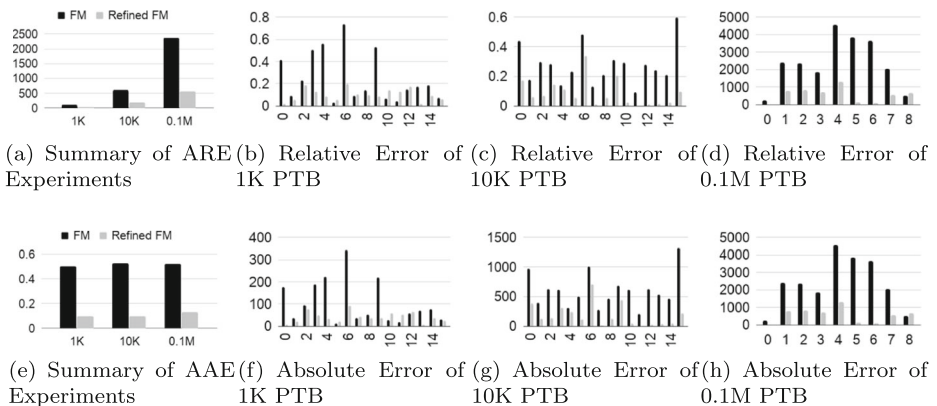 FM Refined FM
2500
2000
1500
1000
500
0
1K 10K 0.1M
0.8
0.6
0.4
0.2
0
0 2 4 6 8 10 12 14
0.6
0.4
0.2
0
0 2 4 6 8 10 12 14
5000
4000
3000
2000
1000
0
0 1 2 3 4 5 6 7 8
(a) Summary of ARE Experiments
(b) Relative Error of 1K PTB
(c) Relative Error of 10K PTB
(d) Relative Error of 0.1M PTB
FM Refined FM
0.6
0.4
0.2
0
1K 10K 0.1M
400
300
200
100
0
0 2 4 6 8 10 12 14
1500
1000
500
0
0 2 4 6 8 10 12 14
5000
4000
3000
2000
1000
0
0 1 2 3 4 5 6 7 8
(e) Summary of AAE Experiments
(f) Absolute Error of 1K PTB
(g) Absolute Error of 10K PTB
(h) Absolute Error of 0.1M PTB